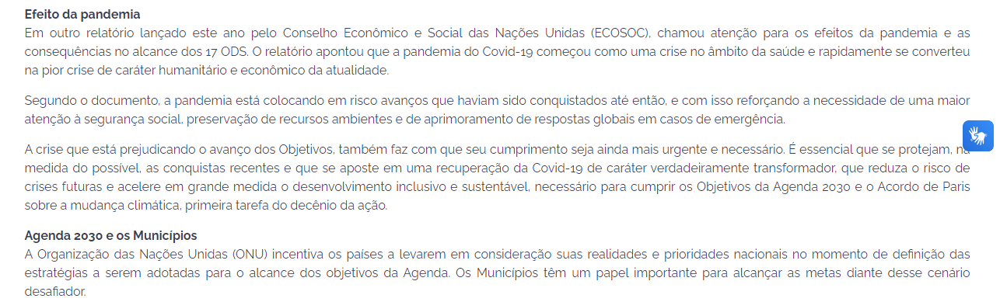 Efeito da pandemia
Em outro relatório lançado este ano pelo Conselho Econômico e Social das Nações Unidas (ECOSOC), chamou atenção para os efeitos da pandemia e as
consequências no alcance dos 17 ODS. O relatório apontou que a pandemia do Covid-19 começou como uma crise no âmbito da saúde e rapidamente se converteu
na pior crise de caráter humanitário e econômico da atualidade.
Segundo o documento, a pandemia está colocando em risco avanços que haviam sido conquistados até então, e com isso reforçando a necessidade de uma maior
atenção à segurança social, preservação de recursos ambientes e de aprimoramento de respostas globais em casos de emergência.
A crise que está prejudicando o avanço dos Objetivos, também faz com que seu cumprimento seja ainda mais urgente e necessário. É essencial que se protejam, na
medida do possível, as conquistas recentes e que se aposte em uma recuperação da Covid-19 de caráter verdadeiramente transformador, que reduza o risco de
crises futuras e acelere em grande medida o desenvolvimento inclusivo e sustentável, necessário para cumprir os Objetivos da Agenda 2030 e o Acordo de Paris
sobre a mudança climática, primeira tarefa do decênio da ação.
Agenda 2030 e os Municípios
A Organização das Nações Unidas (ONU) incentiva os países a levarem em consideração suas realidades e prioridades nacionais no momento de definição das
estratégias a serem adotadas para o alcance dos objetivos da Agenda. Os Municípios têm um papel importante para alcançar as metas diante desse cenário
desafiador.